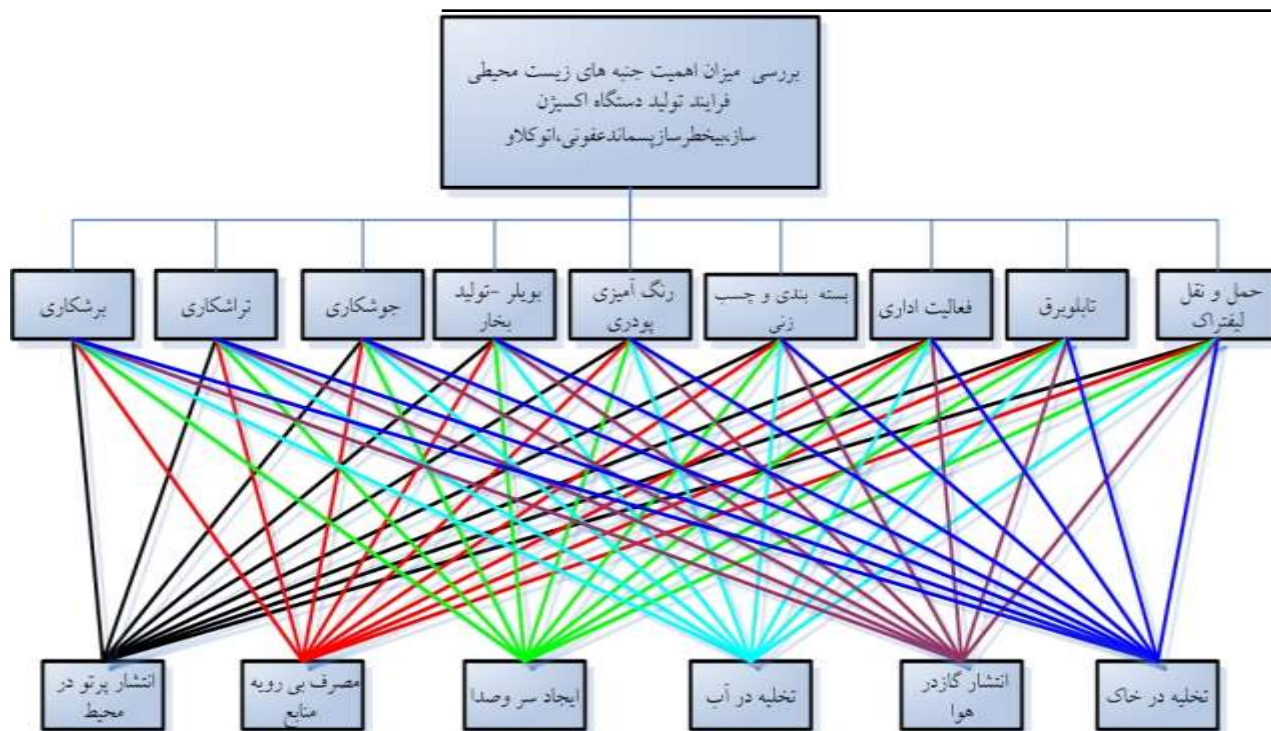 بررسی میزان اهمیت جنبه های زیست محیطی
فرایند تولید دستگاه اکسیژن
ساز،بیخطرسازپسماندعفونی،اتوکلاو
حمل و نقل
لیفتراک
تابلوبرق
فعالیت اداری
بسته بندی و چسب
زنی
رنگ آمیزی
پودری
بویلر -تولید
بخار
جوشکاری
تراشکاری
برشکاری
تخلیه در خاک
انتشار گازدر
هوا
تخلیه در آب
ایجاد سر وصدا
مصرف بی رویه
منابع
انتشار پرتو در
محیط